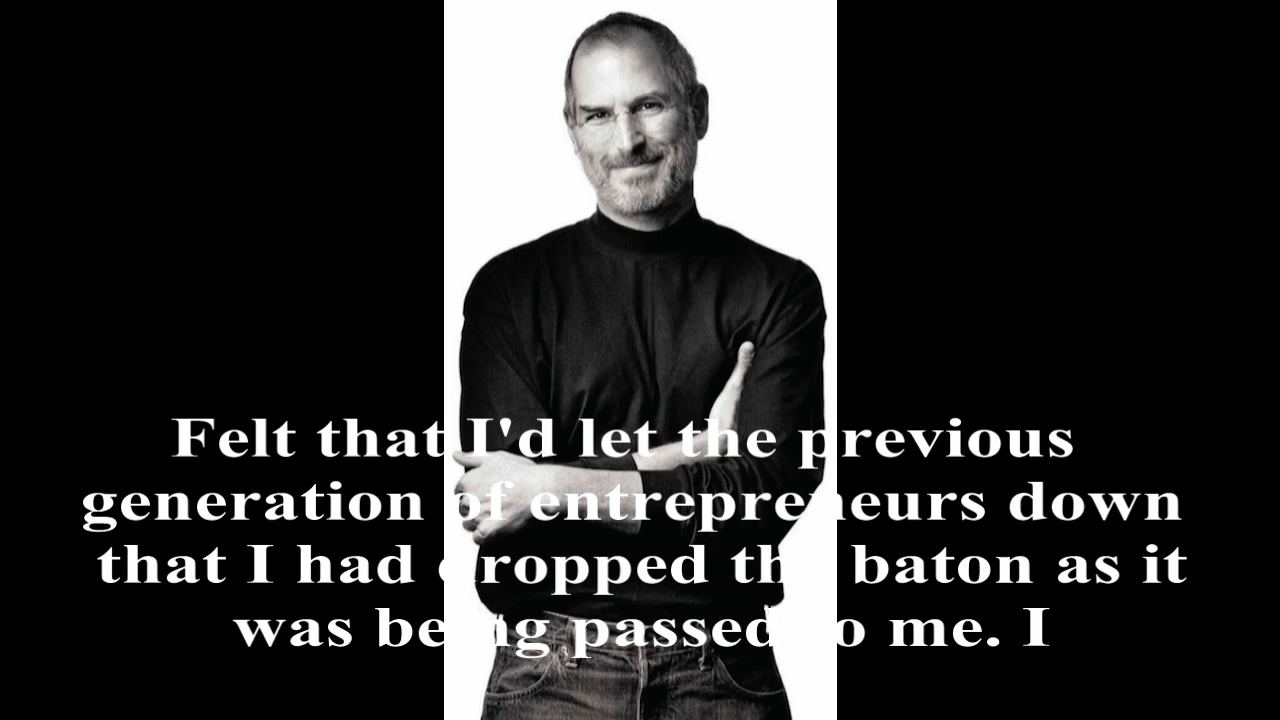 Felt that I'd let the previous
generation of entrepreneurs down
that I had dropped the baton as it
was being passed to me. I